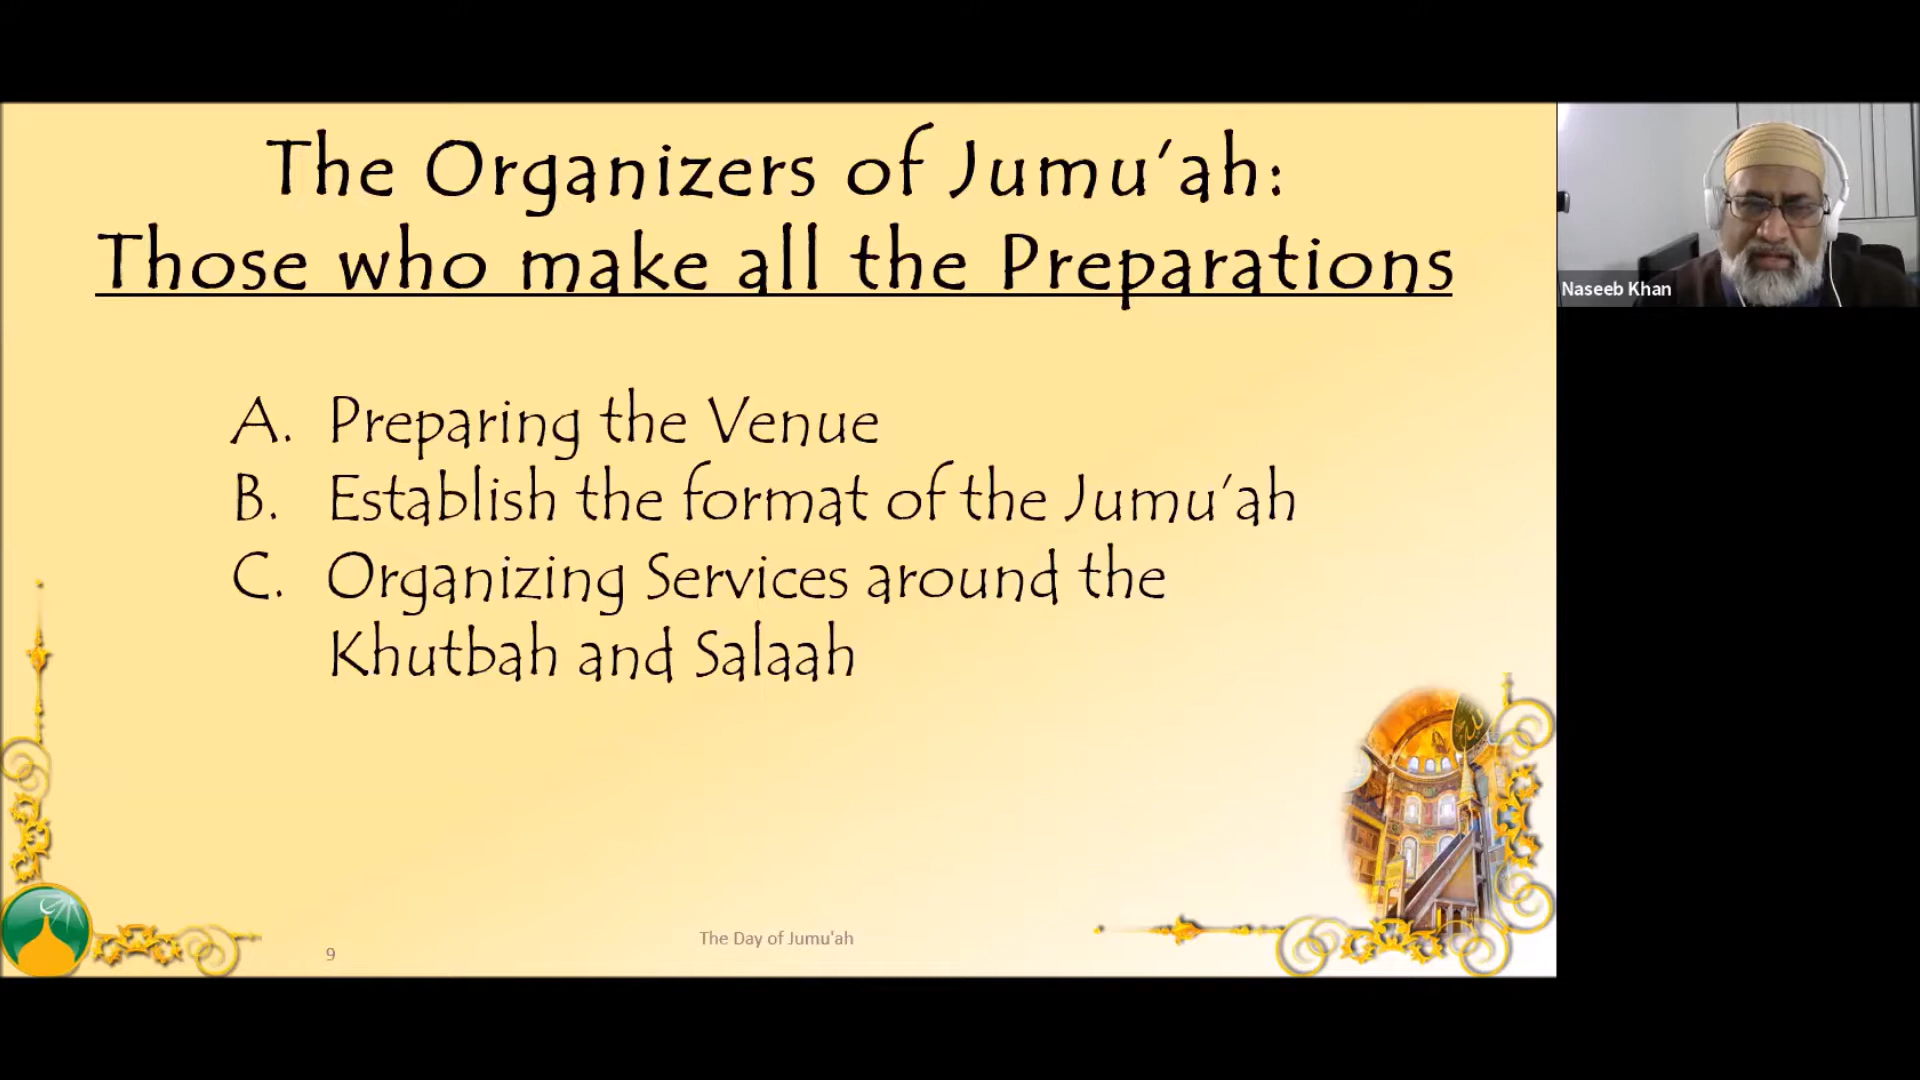 The Organizers of Jumu’ah:
Those who make all the Preparations
A. Preparing the Venue
B. Establish the format of the Jumu’ah
C. Organizing Services around the
Khutbah and Salaah
The Day of Jumu'ah
9
Naseeb Khan